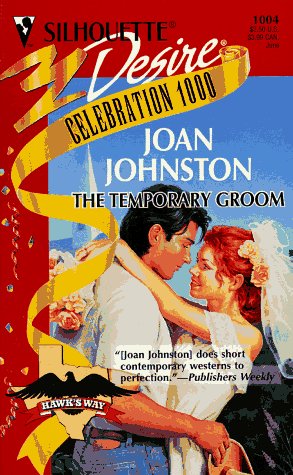 SILHOUETTE®
Desire®
1004
CELEBRATION 1000
JOAN
JOHNSTON
THE TEMPORARY GROOM
"[Joan Johnston] does short
contemporary westerns to
perfection."—Publishers Weekly
HAWK'S WAY